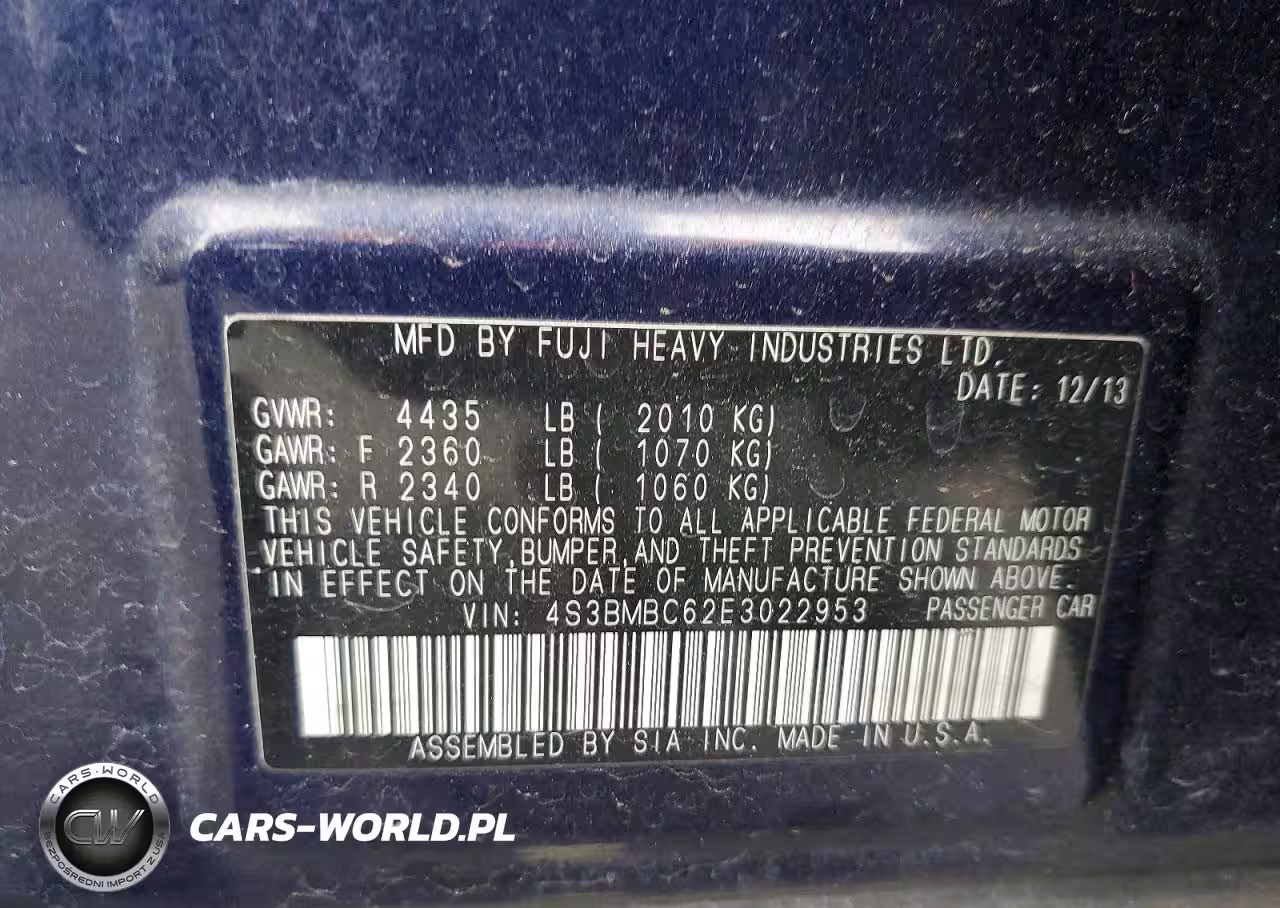 MFD BY FUJI HEAVY INDUSTRIES LTD.
DATE: 12/13
GVWR: 4435 LB ( 2010 KG)
GAWR: F 2360 LB ( 1070 KG)
GAWR: R 2340 LB ( 1060 KG)
THIS VEHICLE CONFORMS TO ALL APPLICABLE FEDERAL MOTOR
VEHICLE SAFETY, BUMPER, AND THEFT PREVENTION STANDARDS
IN EFFECT ON THE DATE OF MANUFACTURE SHOWN ABOVE.
VIN: 4S3BMBC62E3022953 PASSENGER CAR
ASSEMBLED BY SIA INC. MADE IN U.S.A.
CARS-WORLD
CW
BEZPOŚREDNI IMPORT Z USA
CARS-WORLD.PL